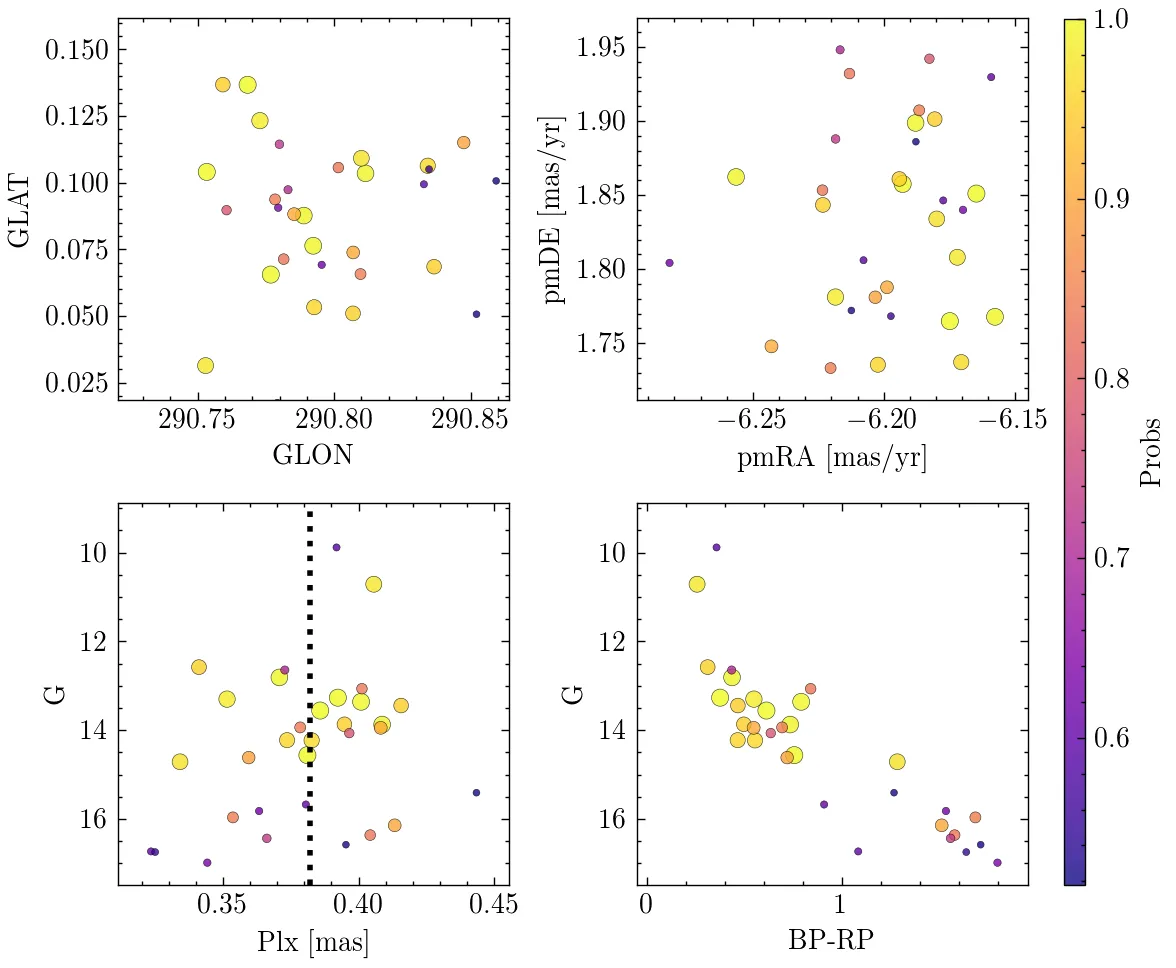 0.150
0.125
0.100
0.075
0.050
0.025
GLAT
290.75 290.80 290.85
GLON
1.95
1.90
1.85
1.80
1.75
pmDE [mas/yr]
−6.25 −6.20 −6.15
pmRA [mas/yr]
10
12
14
16
G
0.35 0.40 0.45
Plx [mas]
10
12
14
16
G
0 1
BP-RP
1.0
0.9
0.8
0.7
0.6
Probs